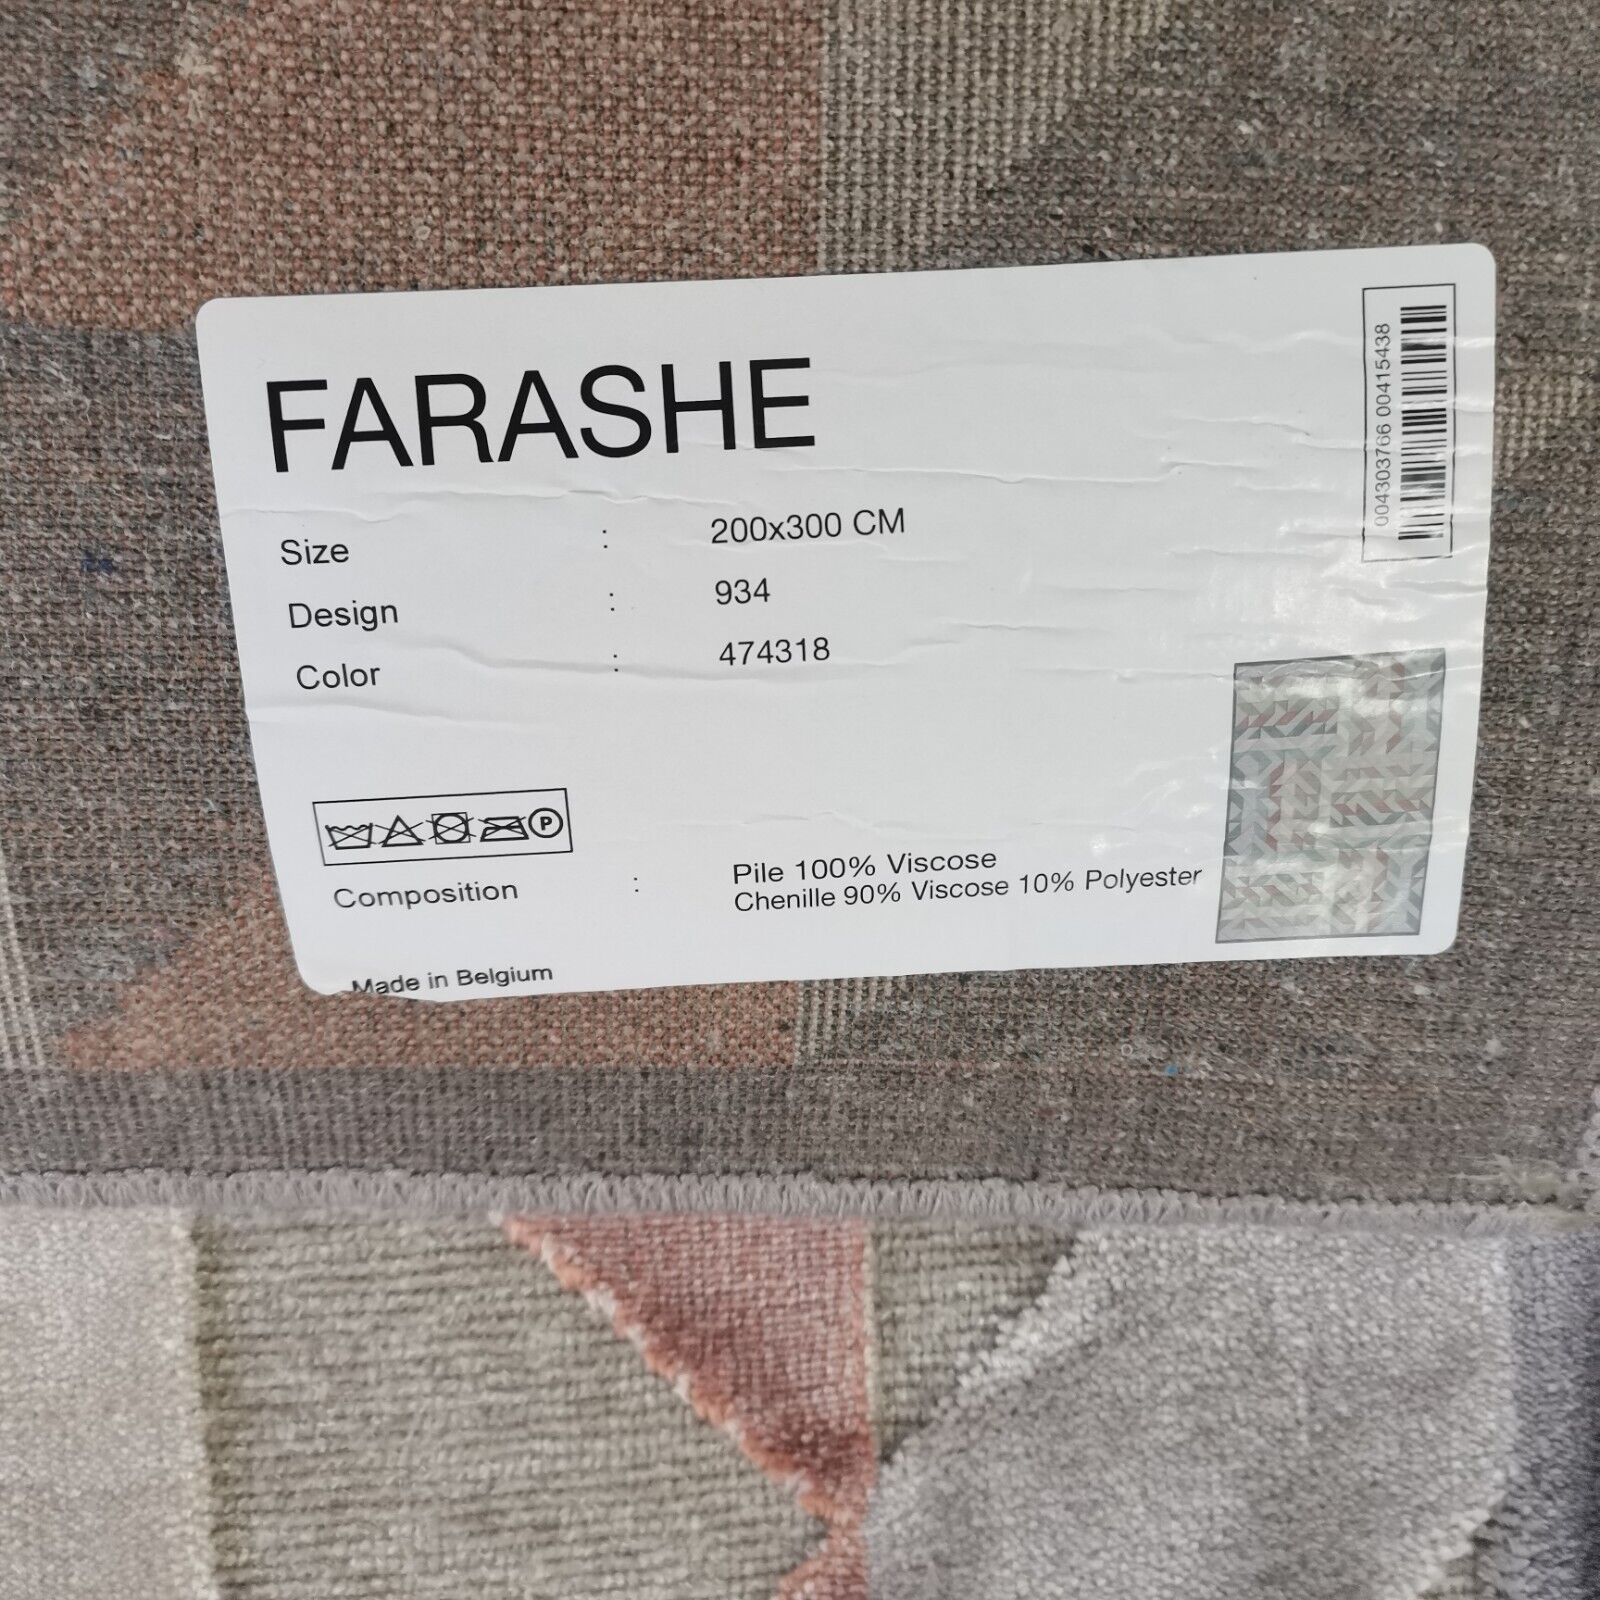 FARASHE
Size : 200x300 CM
Design : 934
Color : 474318
004303766 00415438
P
Composition : Pile 100% Viscose
Chenille 90% Viscose 10% Polyester
Made in Belgium